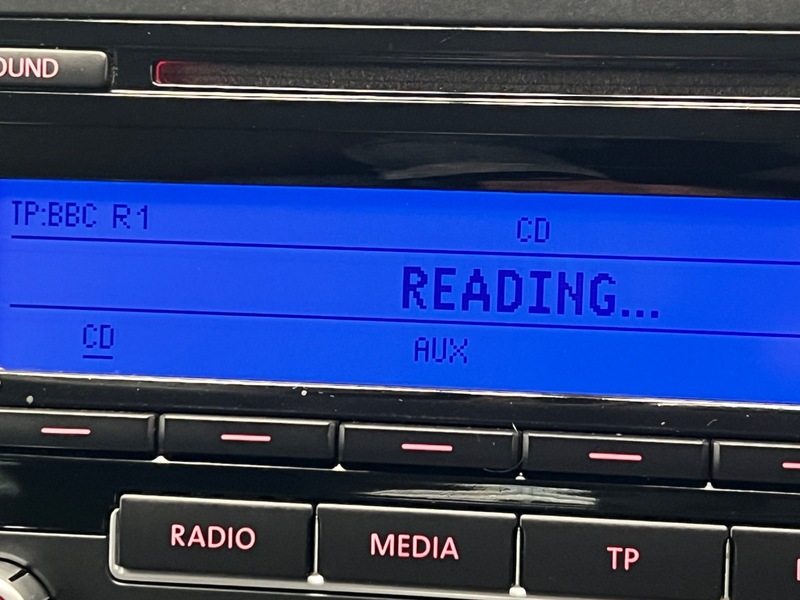 OUND
TP:BBC R1
CD
READING...
CD
AUX
RADIO
MEDIA
TP